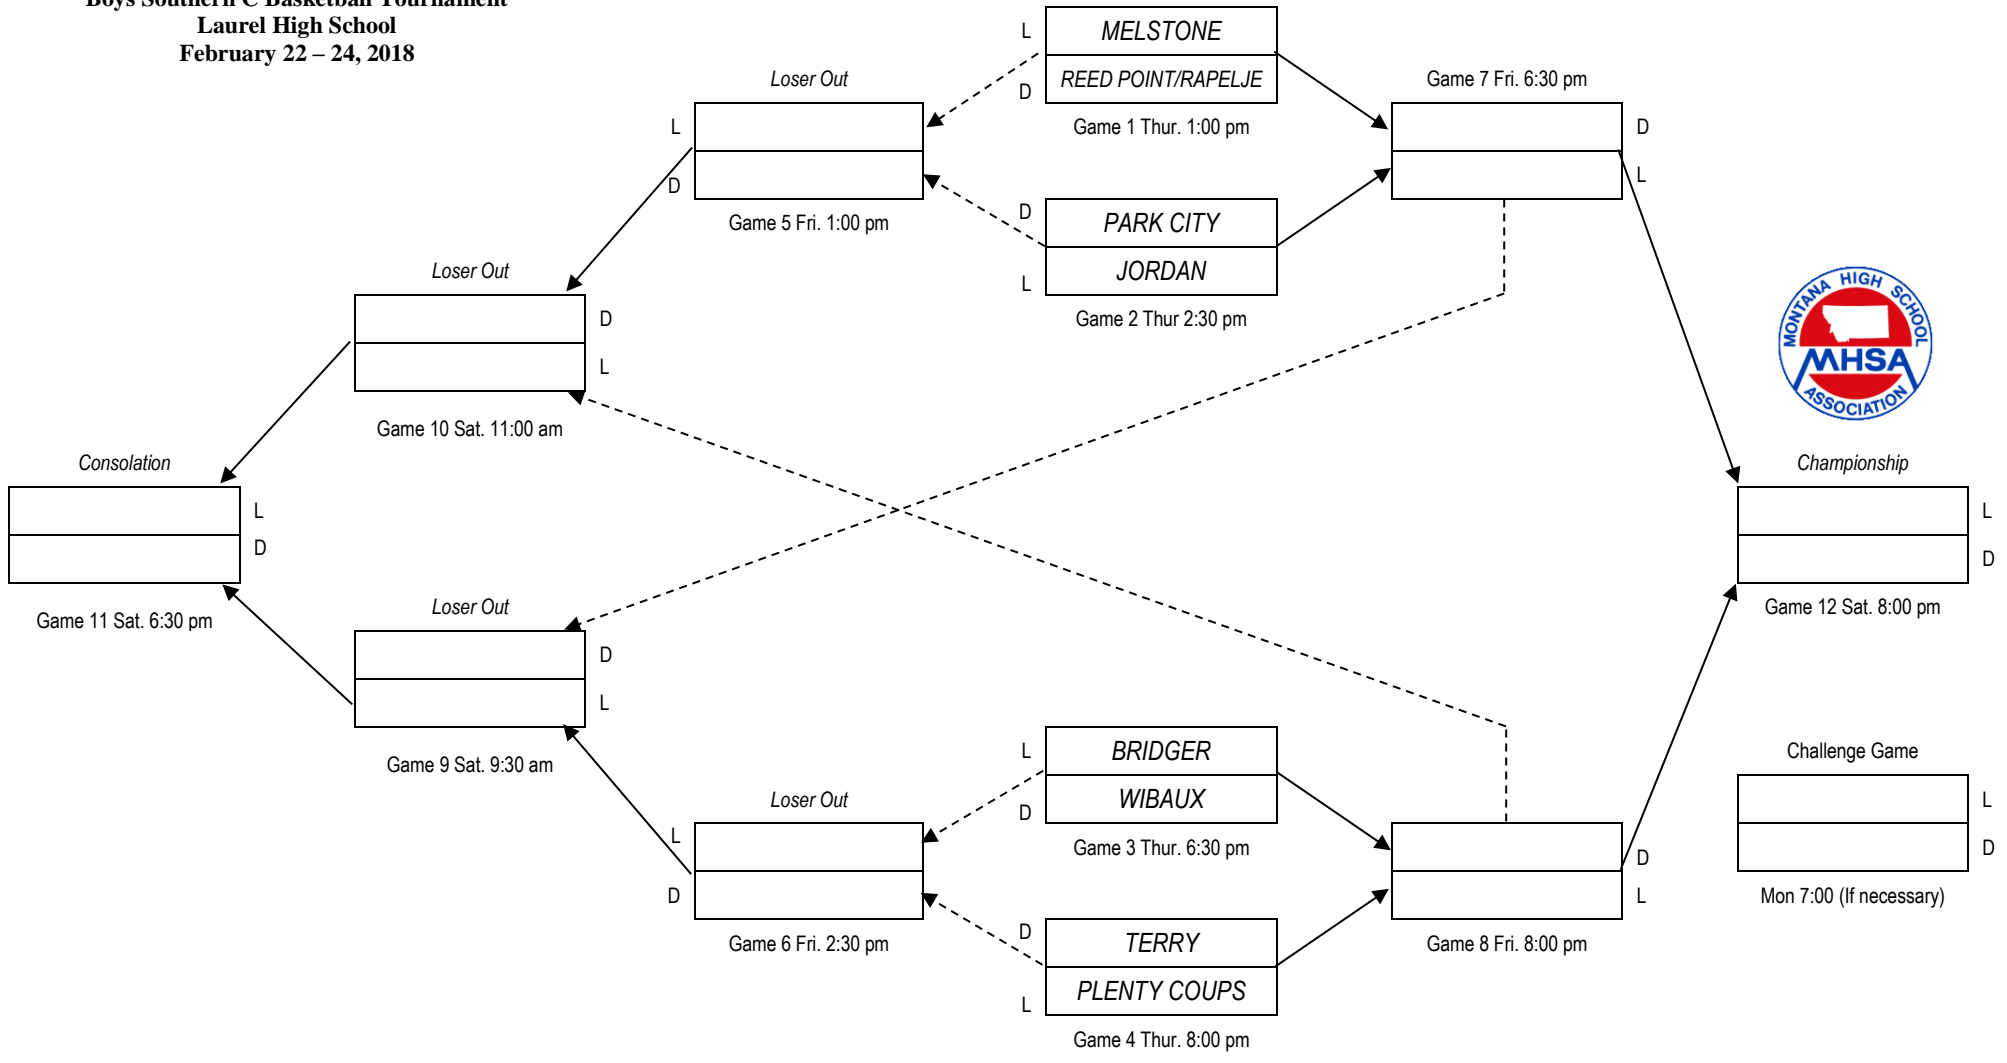 Boys Southern C Basketball Tournament
Laurel High School
February 22 – 24, 2018
L
MELSTONE
D
REED POINT/RAPELJE
Game 1 Thur. 1:00 pm
D
PARK CITY
L
JORDAN
Game 2 Thur 2:30 pm
Loser Out
L
D
Game 5 Fri. 1:00 pm
Game 7 Fri. 6:30 pm
D
L
Loser Out
D
L
Game 10 Sat. 11:00 am
MONTANA HIGH SCHOOL
MHSA
ASSOCIATION
Consolation
L
D
Game 11 Sat. 6:30 pm
Championship
L
D
Game 12 Sat. 8:00 pm
Loser Out
D
L
Game 9 Sat. 9:30 am
Loser Out
L
D
Game 6 Fri. 2:30 pm
L
BRIDGER
D
WIBAUX
Game 3 Thur. 6:30 pm
D
TERRY
L
PLENTY COUPS
Game 4 Thur. 8:00 pm
D
L
Game 8 Fri. 8:00 pm
Challenge Game
L
D
Mon 7:00 (If necessary)